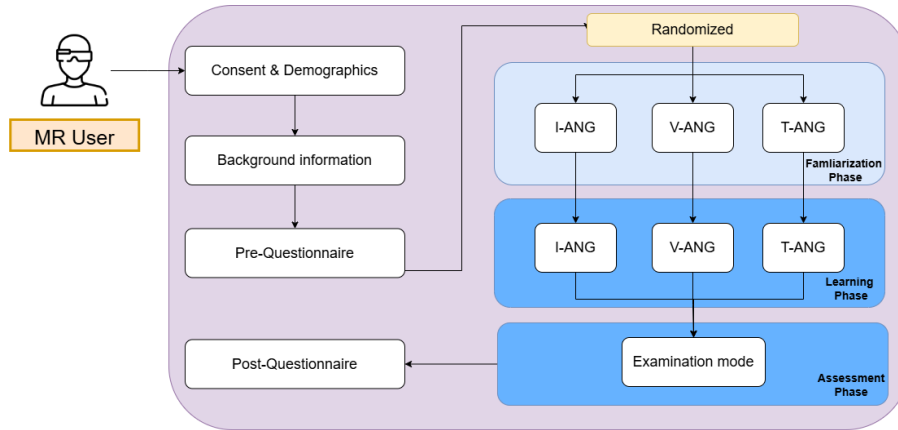 MR User
Consent & Demographics
Background information
Pre-Questionnaire
Post-Questionnaire
Randomized
I-ANG
V-ANG
T-ANG
Famliarization
Phase
I-ANG
V-ANG
T-ANG
Learning
Phase
Examination mode
Assessment
Phase